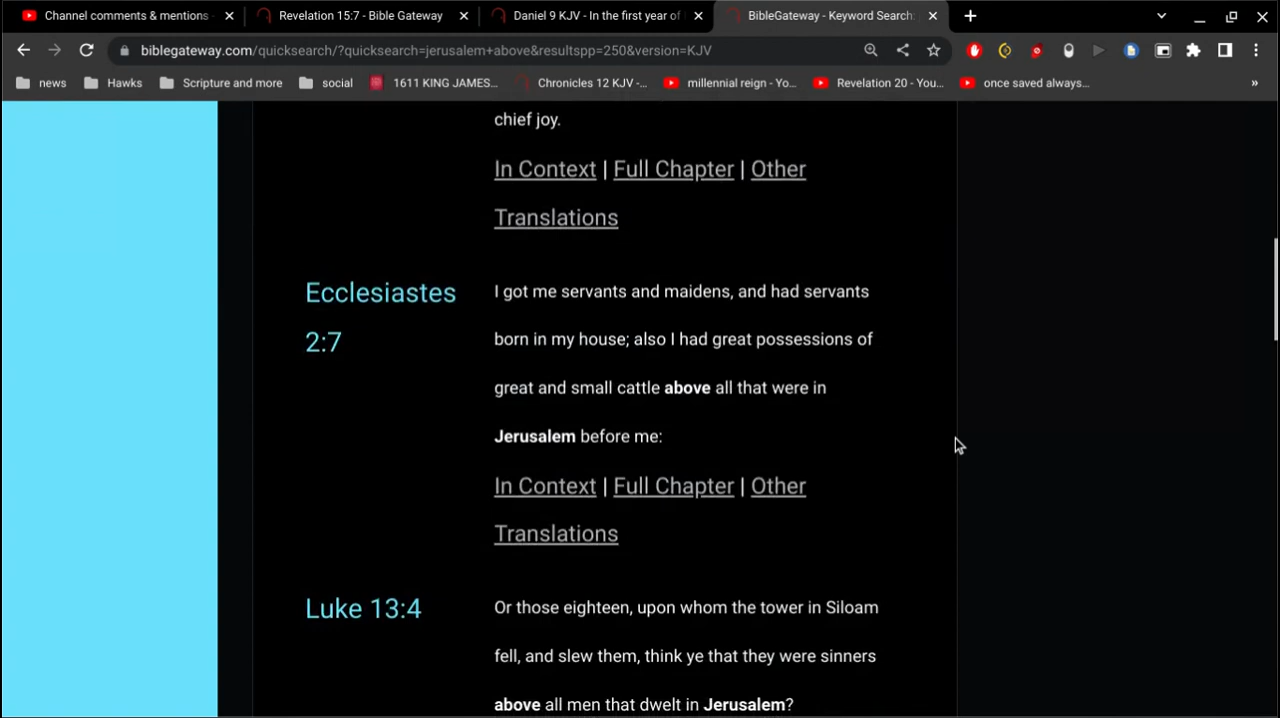 Channel comments & mentions
Revelation 15:7 - Bible Gateway
Daniel 9 KJV - In the first year of
BibleGateway - Keyword Search:
biblegateway.com/quicksearch/?quicksearch=jerusalem+above&resultspp=250&version=KJV
news
Hawks
Scripture and more
social
1611 KING JAMES...
Chronicles 12 KJV -...
millennial reign - Yo...
Revelation 20 - You...
once saved always...
»
chief joy.
In Context | Full Chapter | Other
Translations
Ecclesiastes
2:7
I got me servants and maidens, and had servants
born in my house; also I had great possessions of
great and small cattle above all that were in
Jerusalem before me:
In Context | Full Chapter | Other
Translations
Luke 13:4
Or those eighteen, upon whom the tower in Siloam
fell, and slew them, think ye that they were sinners
above all men that dwelt in Jerusalem?